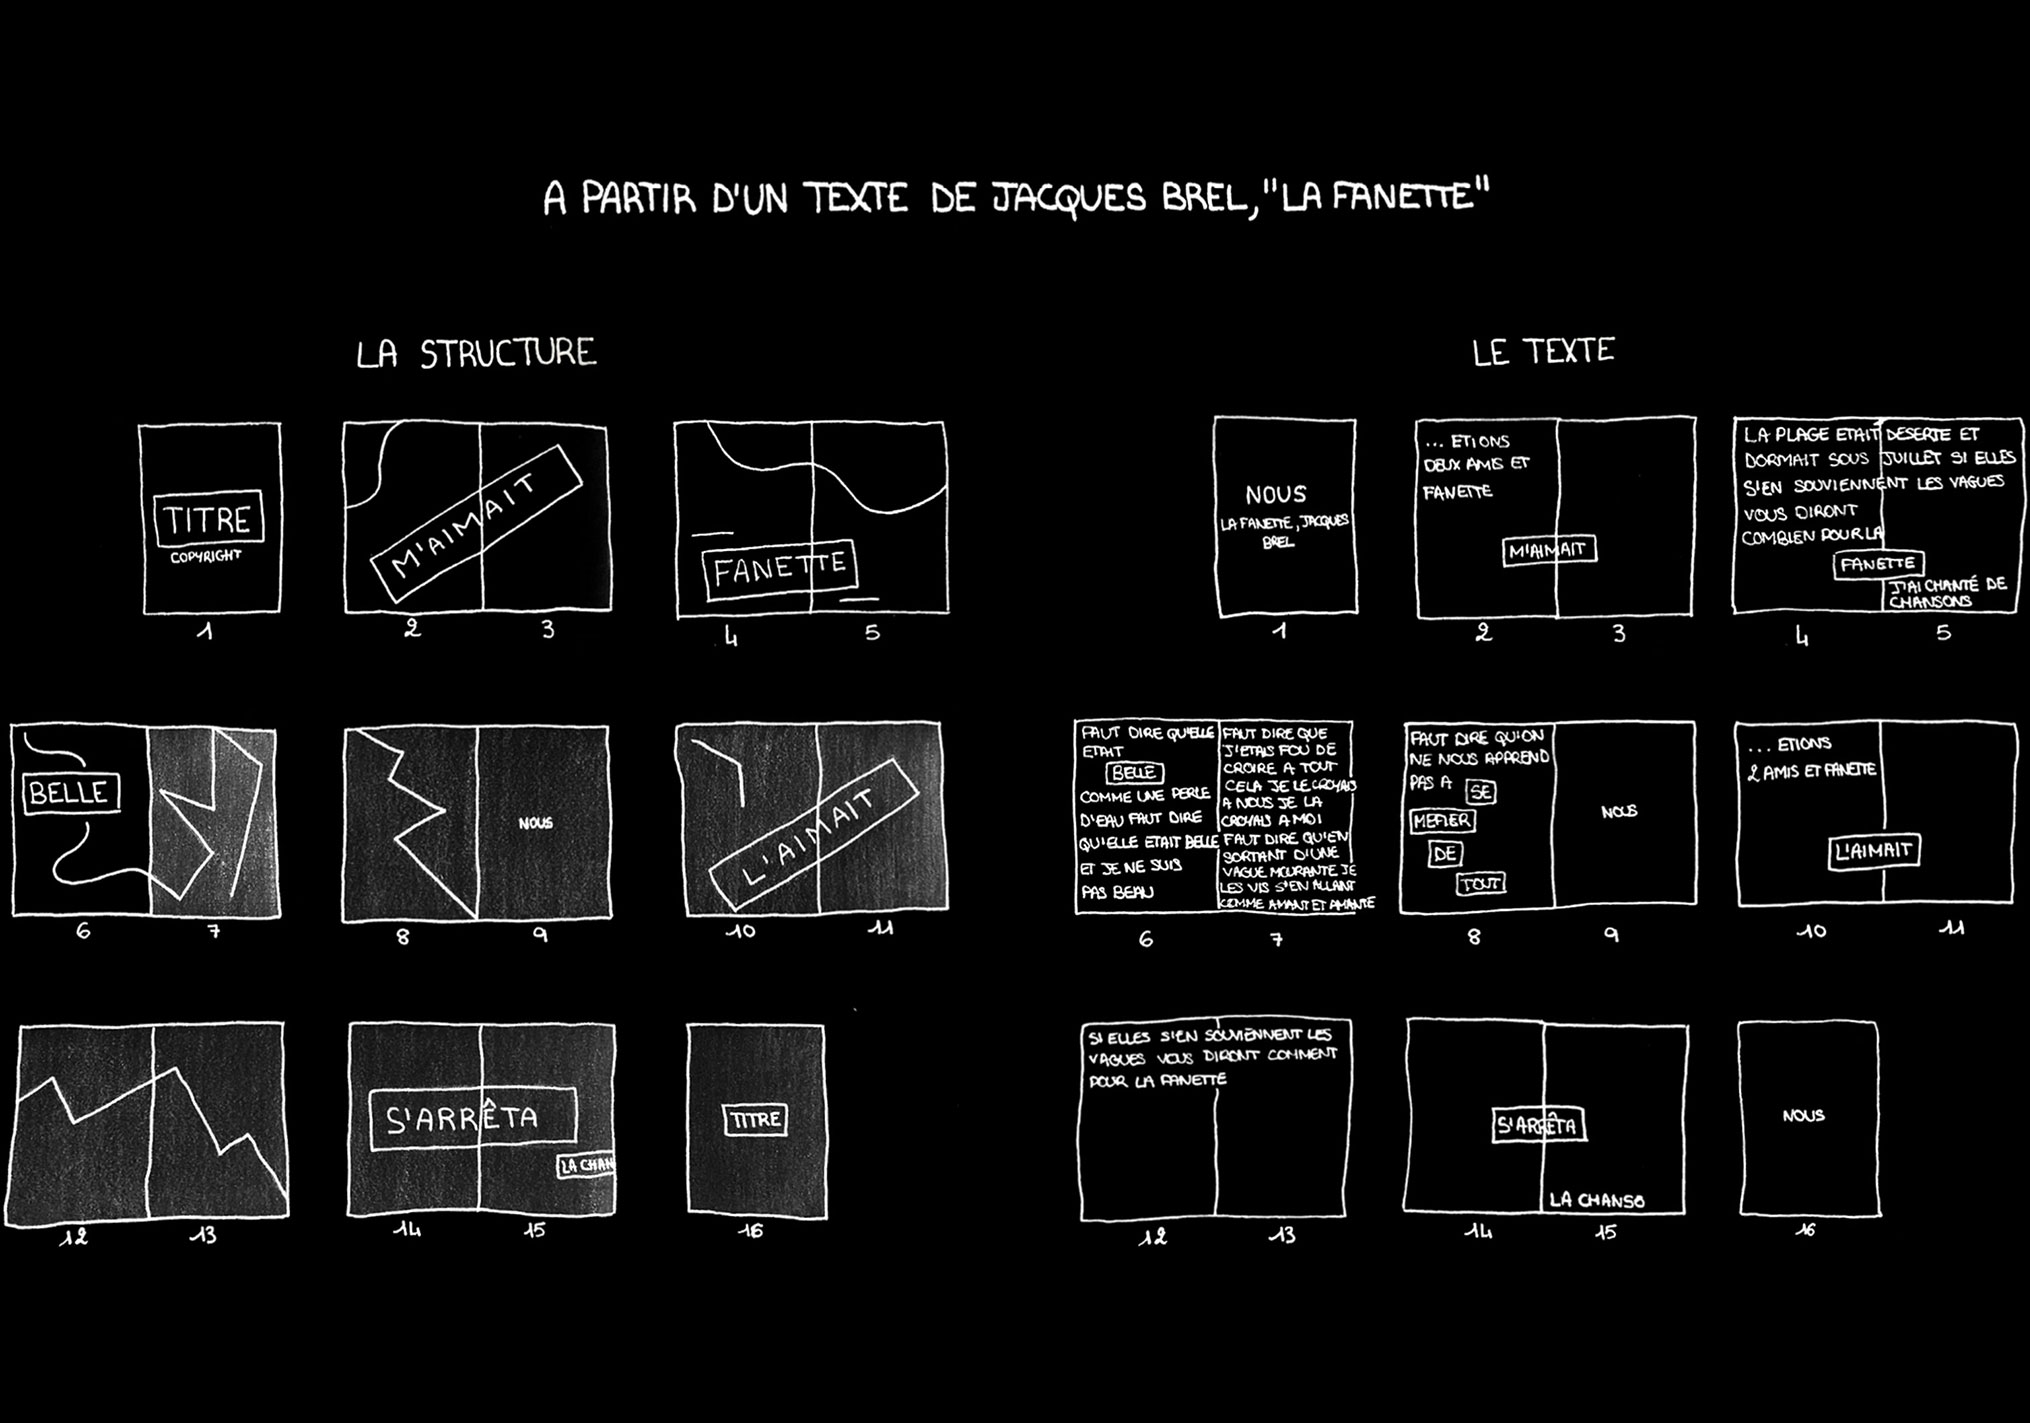 A PARTIR D'UN TEXTE DE JACQUES BREL, "LA FANETTE"
LA STRUCTURE
TITRE
COPYRIGHT
1
M'AIMAIT
2
3
FANETTE
4
5
BELLE
6
7
NOUS
8
9
L'AIMAIT
10
11
12
13
S'ARRÊTA
LA CHAN
14
15
TITRE
16
LE TEXTE
NOUS
LA FANETTE, JACQUES
BREL
1
... ETIONS
DEUX AMIS ET
FANETTE
M'AIMAIT
2
3
LA PLAGE ETAIT DESERTE ET
DORMAIT SOUS JUILLET SI ELLES
S'EN SOUVIENNENT LES VAGUES
VOUS DIRONT
COMBIEN POUR LA
FANETTE
J'AI CHANTÉ DE
CHANSONS
4
5
FAUT DIRE QU'ELLE
ETAIT
BELLE
COMME UNE PERLE
D'EAU FAUT DIRE
QU'ELLE ETAIT BELLE
ET JE NE SUIS
PAS BEAU
6
FAUT DIRE QUE
J'ETAIS FOU DE
CROIRE A TOUT
CELA JE LE CROYAIS
A NOUS JE LA
CROYAIS A MOI
FAUT DIRE QU'EN
SORTANT D'UNE
VAGUE MOURANTE JE
LES VIS S'EN ALLANT
COMME AMANT ET AMANTE
7
FAUT DIRE QU'ON
NE NOUS APPREND
PAS A SE
MEFIER
DE
TOUT
8
NOUS
9
... ETIONS
2 AMIS ET FANETTE
L'AIMAIT
10
11
SI ELLES S'EN SOUVIENNENT LES
VAGUES VOUS DIRONT COMMENT
POUR LA FANETTE
12
13
S'ARRÊTA
LA CHANSO
14
15
NOUS
16